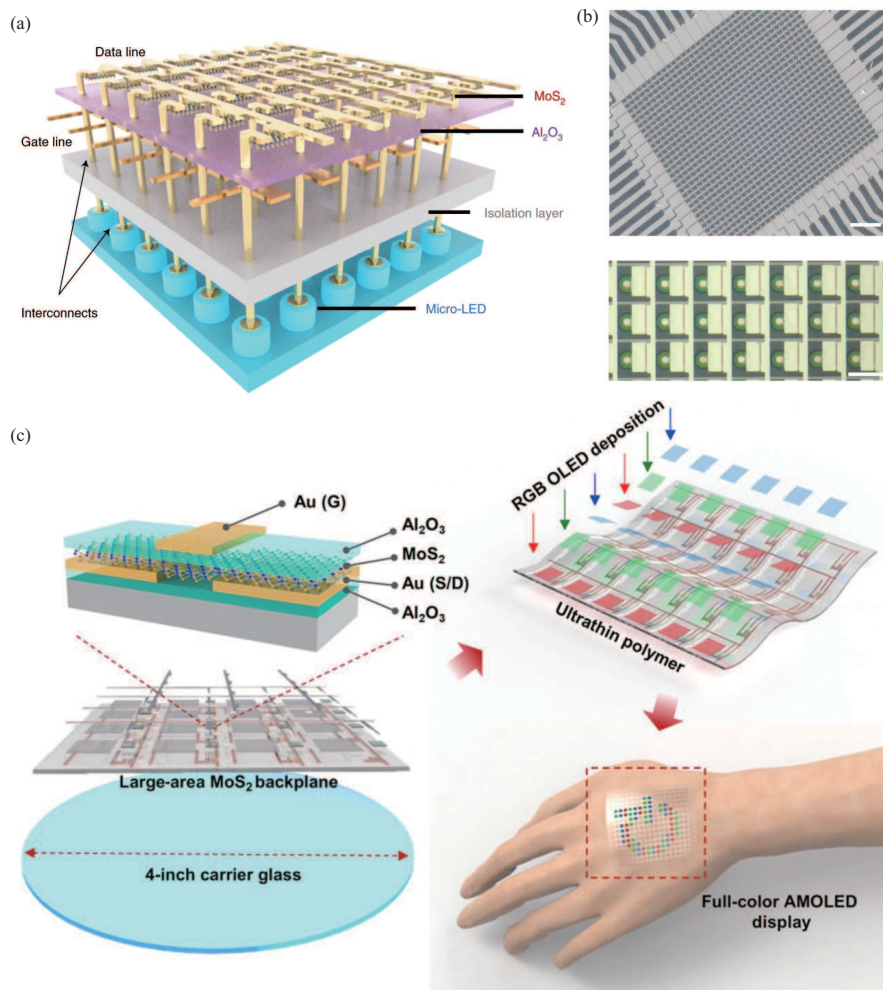 (a)
Data line
MoS₂
Al₂O₃
Gate line
Isolation layer
Interconnects
Micro-LED
(b)
(c)
Au (G)
Al₂O₃
MoS₂
Au (S/D)
Al₂O₃
Large-area MoS₂ backplane
4-inch carrier glass
RGB OLED deposition
Ultrathin polymer
Full-color AMOLED
display